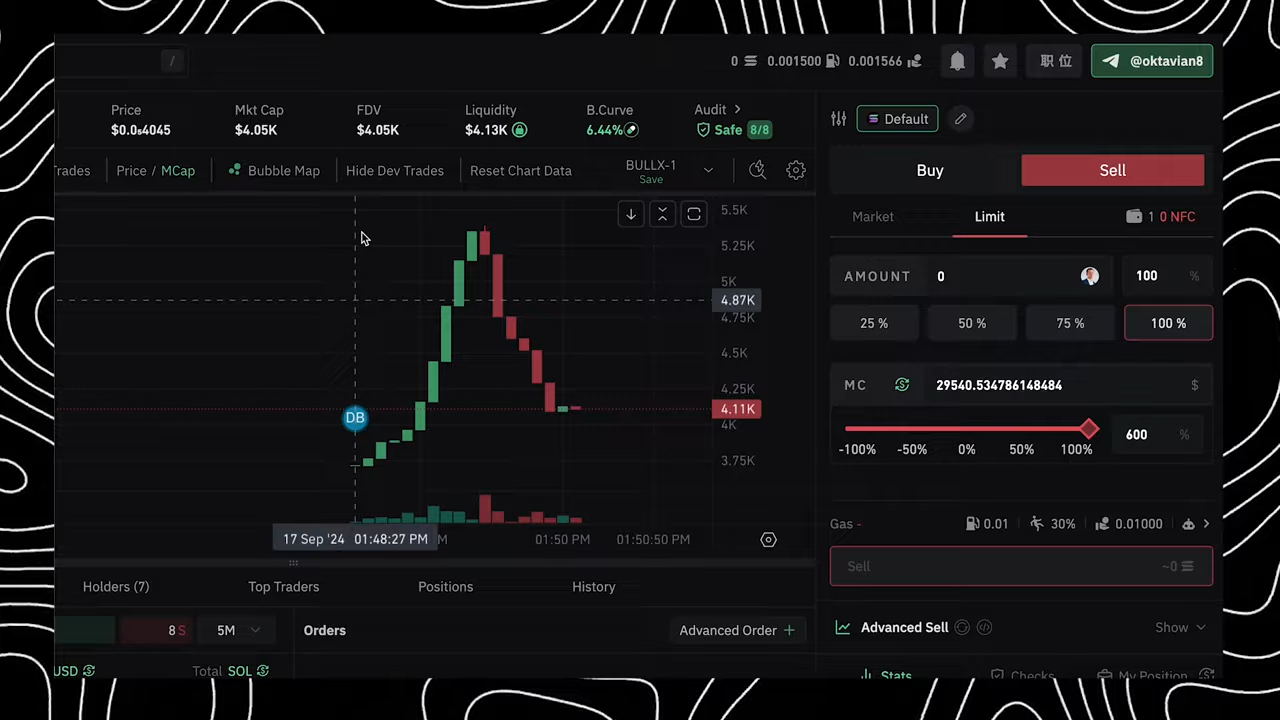 /
0 0.001500 0.001566 职位 @oktavian8
Price Mkt Cap FDV Liquidity B.Curve Audit
$0.0₅4045 $4.05K $4.05K $4.13K 6.44% Safe 8/8
Default
rades Price / MCap Bubble Map Hide Dev Trades Reset Chart Data BULLX-1
Save
Buy Sell
Market Limit 1 0 NFC
AMOUNT 0 100 %
25 % 50 % 75 % 100 %
MC 29540.534786148484 $
600 %
-100% -50% 0% 50% 100%
5.5K
5.25K
5K
4.87K
4.75K
4.5K
4.25K
4.11K
4K
3.75K
DB
17 Sep '24 01:48:27 PM M 01:50 PM 01:50:50 PM
Gas - 0.01 30% 0.01000
Sell ~0
Holders (7) Top Traders Positions History
8 S 5M Orders Advanced Order +
Advanced Sell Show
USD Total SOL
Stats Checks My Position